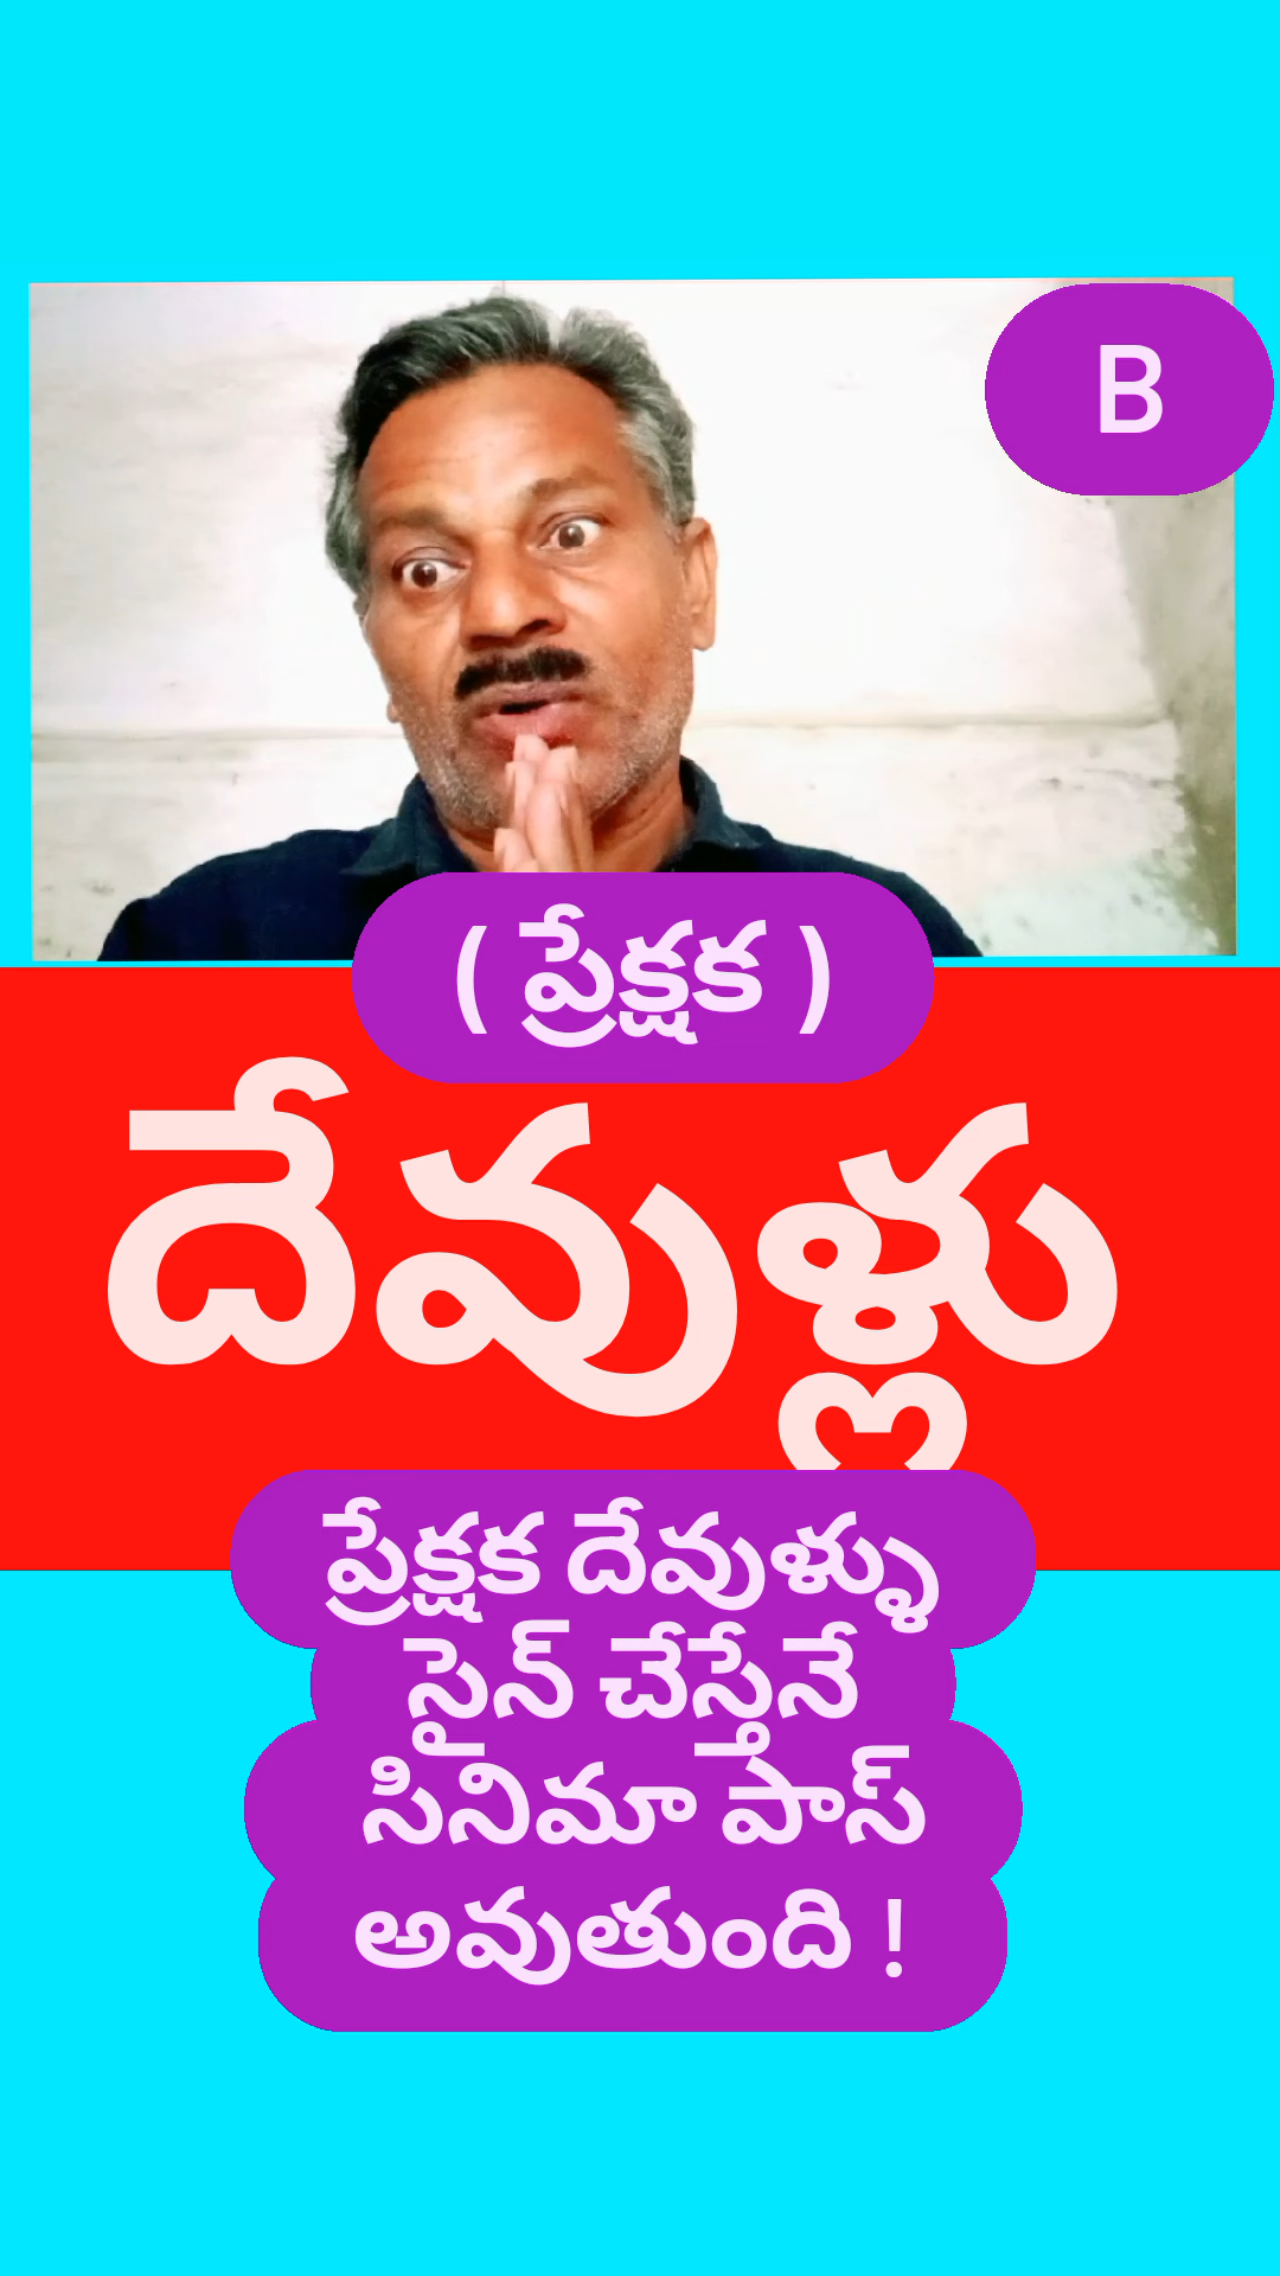 B
( ప్రేక్షక )
దేవుళ్లు
ప్రేక్షక దేవుళ్ళు
సైన్ చేస్తేనే
సినిమా పాస్
అవుతుంది !